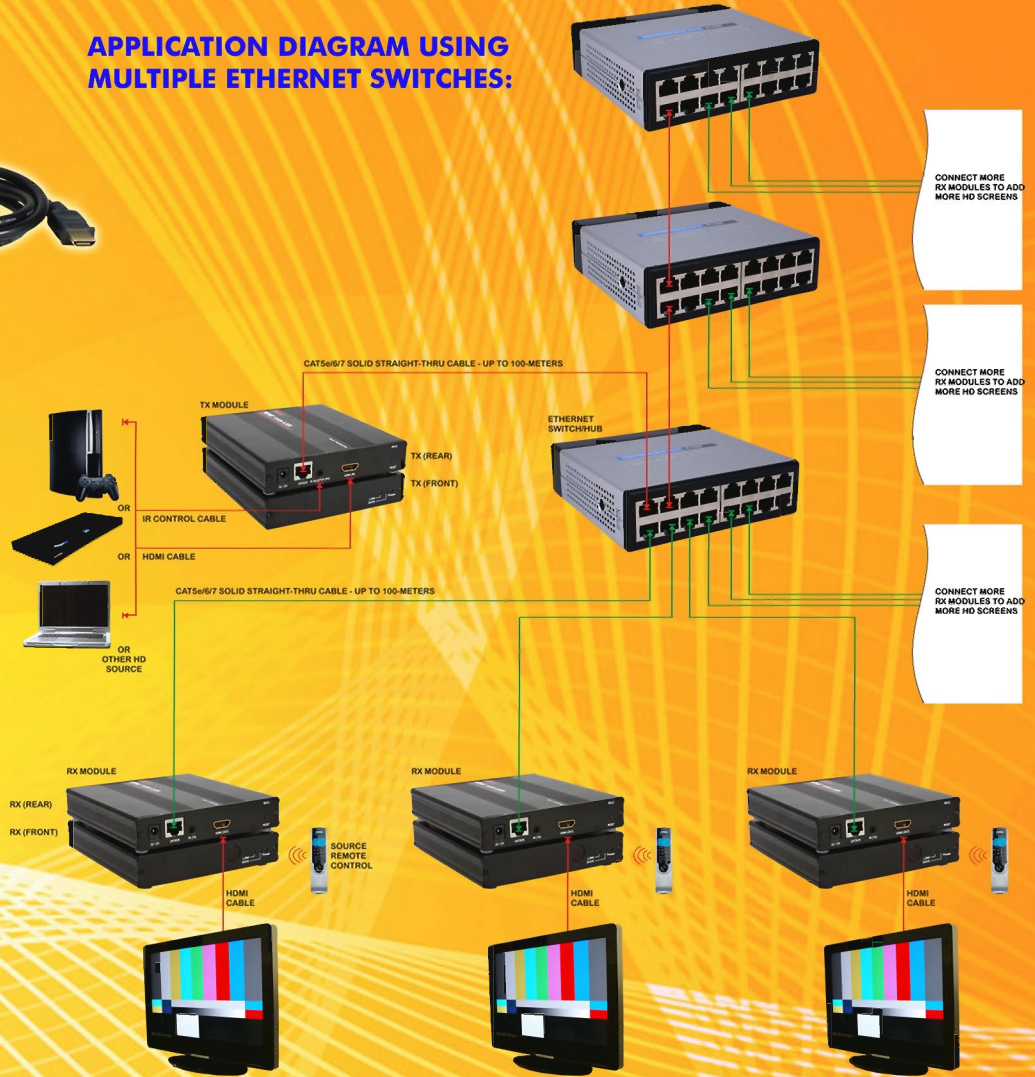 APPLICATION DIAGRAM USING
MULTIPLE ETHERNET SWITCHES:
CONNECT MORE
RX MODULES TO ADD
MORE HD SCREENS
CONNECT MORE
RX MODULES TO ADD
MORE HD SCREENS
CAT5e/6/7 SOLID STRAIGHT-THRU CABLE - UP TO 100-METERS
TX MODULE
ETHERNET
SWITCH/HUB
TX (REAR)
TX (FRONT)
OR
IR CONTROL CABLE
OR
HDMI CABLE
CAT5e/6/7 SOLID STRAIGHT-THRU CABLE - UP TO 100-METERS
CONNECT MORE
RX MODULES TO ADD
MORE HD SCREENS
OR
OTHER HD
SOURCE
RX MODULE
RX MODULE
RX MODULE
RX (REAR)
RX (FRONT)
SOURCE
REMOTE
CONTROL
HDMI
CABLE
HDMI
CABLE
HDMI
CABLE